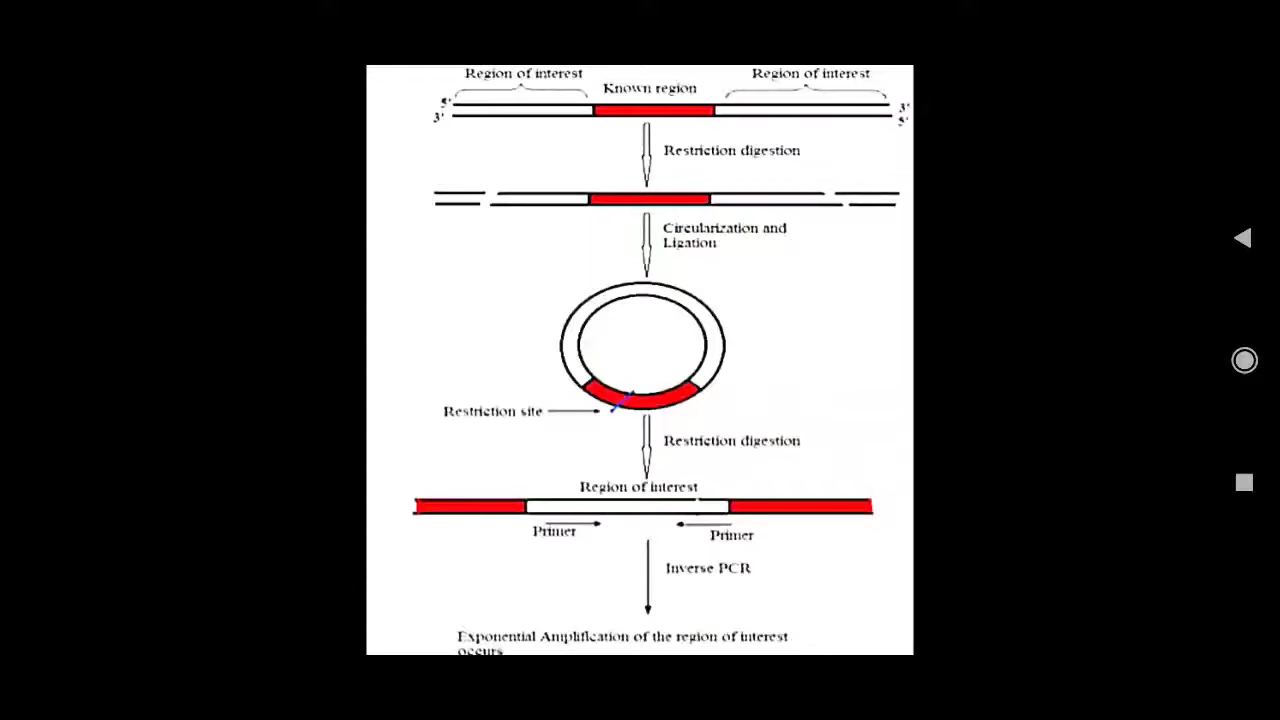 Region of interest
Region of interest
Known region
5'
3'
3'
5'
Restriction digestion
Circularization and
Ligation
Restriction site
Restriction digestion
Region of interest
Primer
Primer
Inverse PCR
Exponential Amplification of the region of interest
occurs